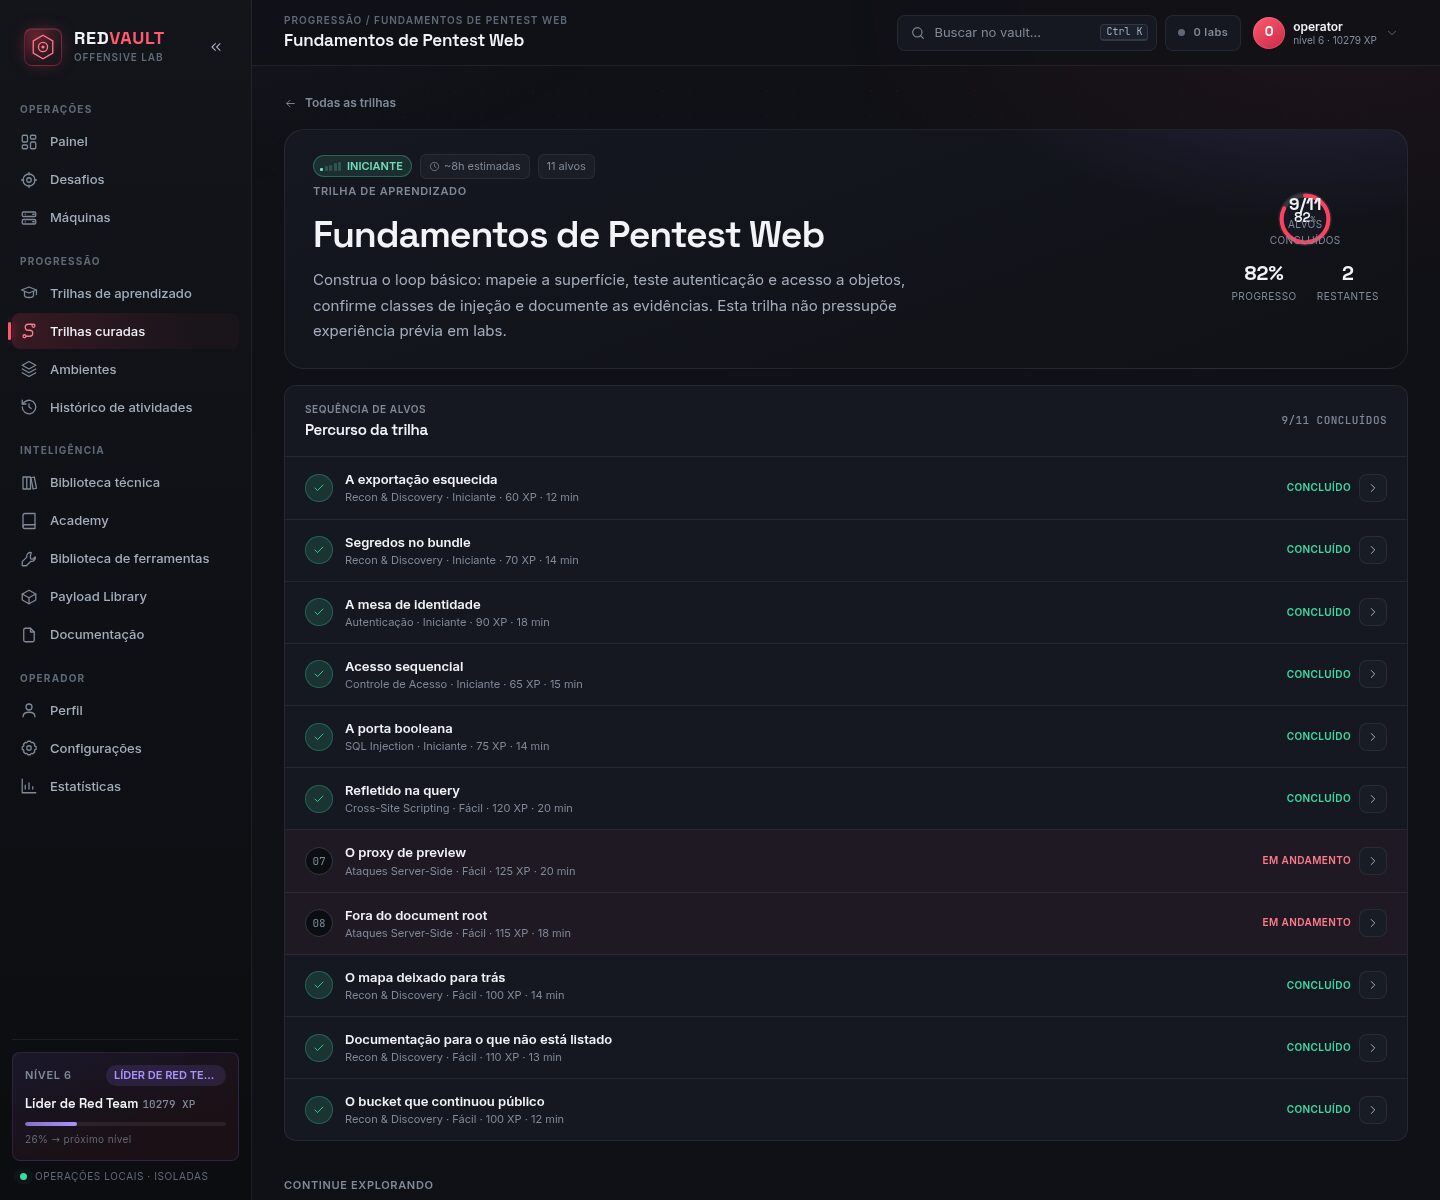 REDVAULT
OFFENSIVE LAB
OPERAÇÕES
Painel
Desafios
Máquinas
PROGRESSÃO
Trilhas de aprendizado
Trilhas curadas
Ambientes
Histórico de atividades
INTELIGÊNCIA
Biblioteca técnica
Academy
Biblioteca de ferramentas
Payload Library
Documentação
OPERADOR
Perfil
Configurações
Estatísticas
NÍVEL 6
LÍDER DE RED TE...
Líder de Red Team 10279 XP
26% → próximo nível
OPERAÇÕES LOCAIS · ISOLADAS
PROGRESSÃO / FUNDAMENTOS DE PENTEST WEB
Fundamentos de Pentest Web
Buscar no vault...
Ctrl K
0 labs
O
operator
nível 6 · 10279 XP
← Todas as trilhas
INICIANTE
~8h estimadas
11 alvos
TRILHA DE APRENDIZADO
Fundamentos de Pentest Web
Construa o loop básico: mapeie a superfície, teste autenticação e acesso a objetos,
confirme classes de injeção e documente as evidências. Esta trilha não pressupõe
experiência prévia em labs.
9/11
82%
ALVOS
CONCLUÍDOS
82%
PROGRESSO
2
RESTANTES
SEQUÊNCIA DE ALVOS
Percurso da trilha
9/11 CONCLUÍDOS
A exportação esquecida
Recon & Discovery · Iniciante · 60 XP · 12 min
CONCLUÍDO
Segredos no bundle
Recon & Discovery · Iniciante · 70 XP · 14 min
CONCLUÍDO
A mesa de identidade
Autenticação · Iniciante · 90 XP · 18 min
CONCLUÍDO
Acesso sequencial
Controle de Acesso · Iniciante · 65 XP · 15 min
CONCLUÍDO
A porta booleana
SQL Injection · Iniciante · 75 XP · 14 min
CONCLUÍDO
Refletido na query
Cross-Site Scripting · Fácil · 120 XP · 20 min
CONCLUÍDO
07
O proxy de preview
Ataques Server-Side · Fácil · 125 XP · 20 min
EM ANDAMENTO
08
Fora do document root
Ataques Server-Side · Fácil · 115 XP · 18 min
EM ANDAMENTO
O mapa deixado para trás
Recon & Discovery · Fácil · 100 XP · 14 min
CONCLUÍDO
Documentação para o que não está listado
Recon & Discovery · Fácil · 110 XP · 13 min
CONCLUÍDO
O bucket que continuou público
Recon & Discovery · Fácil · 100 XP · 12 min
CONCLUÍDO
CONTINUE EXPLORANDO